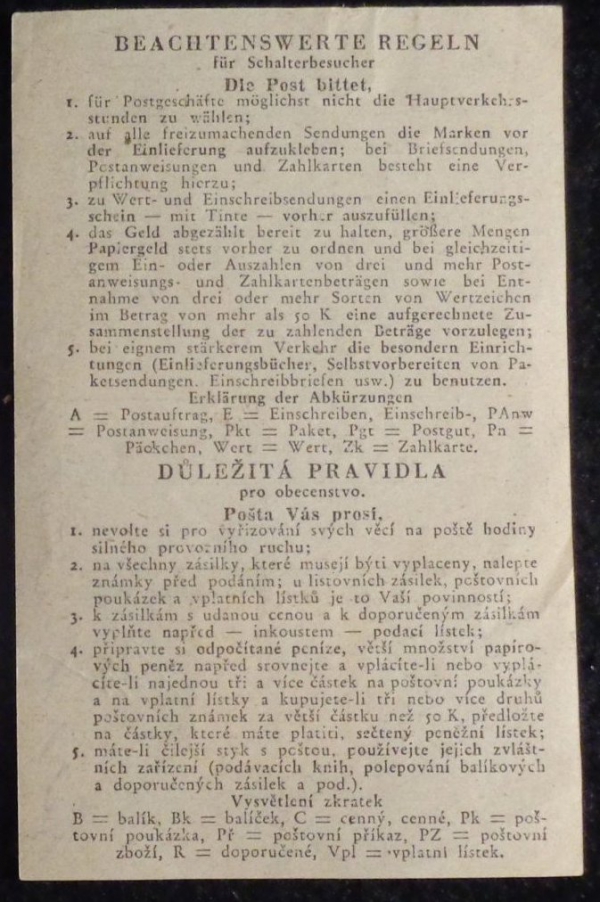 BEACHTENSWERTE REGELN
für Schalterbesucher
Die Post bittet,
1. für Postgeschäfte möglichst nicht die Hauptverkehrs-
stunden zu wählen;
2. auf alle freizumachenden Sendungen die Marken vor
der Einlieferung aufzukleben; bei Briefsendungen,
Postanweisungen und Zahlkarten besteht eine Ver-
pflichtung hierzu;
3. zu Wert- und Einschreibsendungen einen Einlieferungs-
schein — mit Tinte — vorher auszufüllen;
4. das Geld abgezählt bereit zu halten, größere Mengen
Papiergeld stets vorher zu ordnen und bei gleichzeiti-
gem Ein- oder Auszahlen von drei und mehr Post-
anweisungs- und Zahlkartenbeträgen sowie bei Ent-
nahme von drei oder mehr Sorten von Wertzeichen
im Betrag von mehr als 50 K eine aufgerechnete Zu-
sammenstellung der zu zahlenden Beträge vorzulegen;
5. bei eignem stärkerem Verkehr die besondern Einrich-
tungen (Einlieferungsbücher, Selbstvorbereiten von Pa-
ketsendungen, Einschreibbriefen usw.) zu benutzen.
Erklärung der Abkürzungen
A = Postauftrag, E = Einschreiben, Einschreib-, PAnw
= Postanweisung, Pkt = Paket, Pgt = Postgut, Pn =
Päckchen, Wert = Wert, Zk = Zahlkarte.
DŮLEŽITÁ PRAVIDLA
pro obecenstvo.
Pošta Vás prosí,
1. nevolte si pro vyřizování svých věcí na poště hodiny
silného provozního ruchu;
2. na všechny zásilky, které musejí býti vyplaceny, nalepte
známky před podáním; u listovních zásilek, poštovních
poukázek a vplatních lístků je to Vaší povinností;
3. k zásilkám s udanou cenou a k doporučeným zásilkám
vyplňte napřed — inkoustem — podací lístek;
4. připravte si odpočítané peníze, větší množství papíro-
vých peněz napřed srovnejte a vplácíte-li nebo vyplá-
cíte-li najednou tři a více částek na poštovní poukázky
a na vplatní lístky a kupujete-li tři nebo více druhů
poštovních známek za větší částku než 50 K, předložte
na částky, které máte platiti, sečtený peněžní lístek;
5. máte-li čilejší styk s poštou, používejte jejích zvlášt-
ních zařízení (podávacích knih, polepování balíkových
a doporučených zásilek a pod.).
Vysvětlení zkratek
B = balík, Bk = balíček, C = cenný, cenné, Pk = poš-
tovní poukázka, Př = poštovní příkaz, PZ = poštovní
zboží, R = doporučené, Vpl = vplatní lístek.